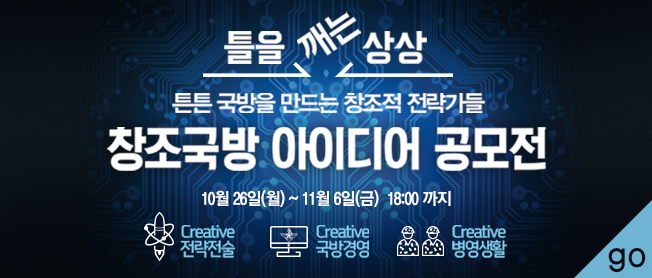 틀을 깨는 상상
튼튼 국방을 만드는 창조적 전략가들
창조국방 아이디어 공모전
10월 26일(월) ~ 11월 6일(금) 18:00 까지
Creative
전략전술
Creative
국방경영
Creative
병영생활
go